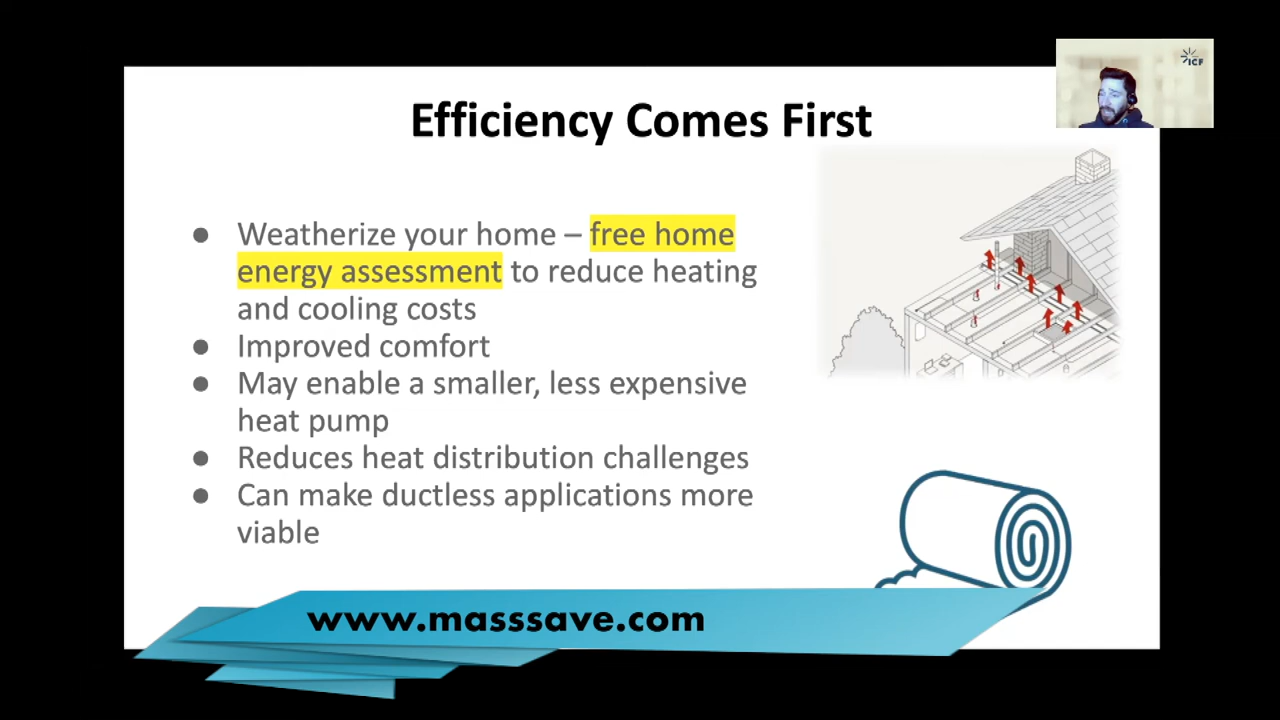 Efficiency Comes First
ICF
● Weatherize your home – free home
energy assessment to reduce heating
and cooling costs
● Improved comfort
● May enable a smaller, less expensive
heat pump
● Reduces heat distribution challenges
● Can make ductless applications more
viable
www.masssave.com